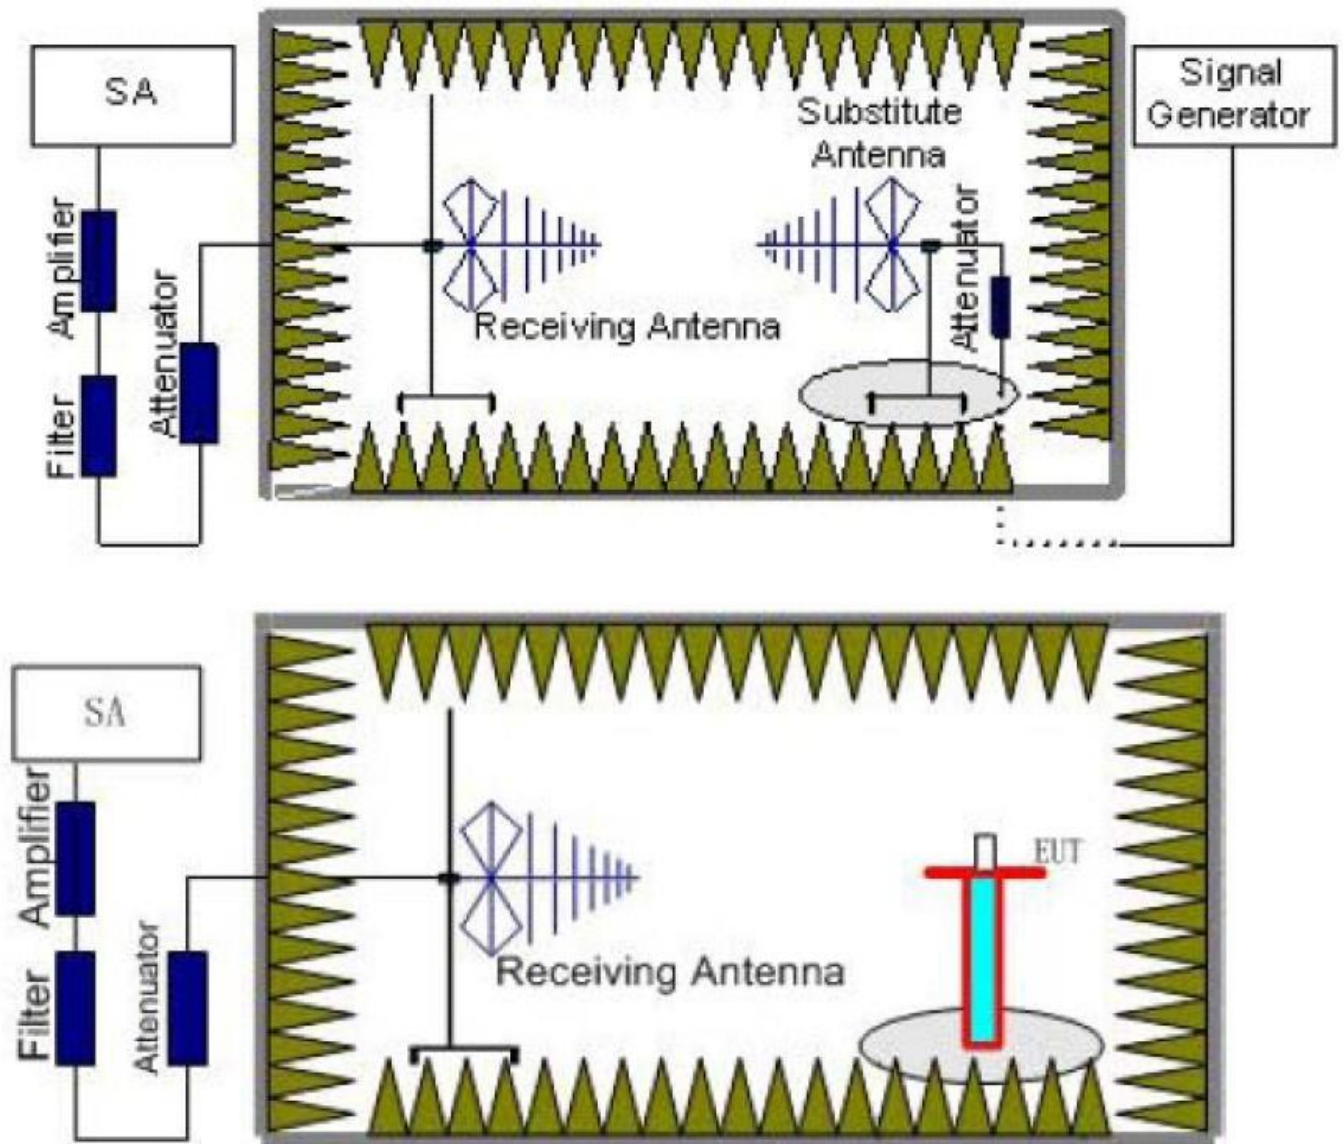 SA
Signal
Generator
Substitute
Antenna
Amplifier
Attenuator
Attenuator
Receiving Antenna
Filter
SA
Amplifier
EUT
Attenuator
Receiving Antenna
Filter